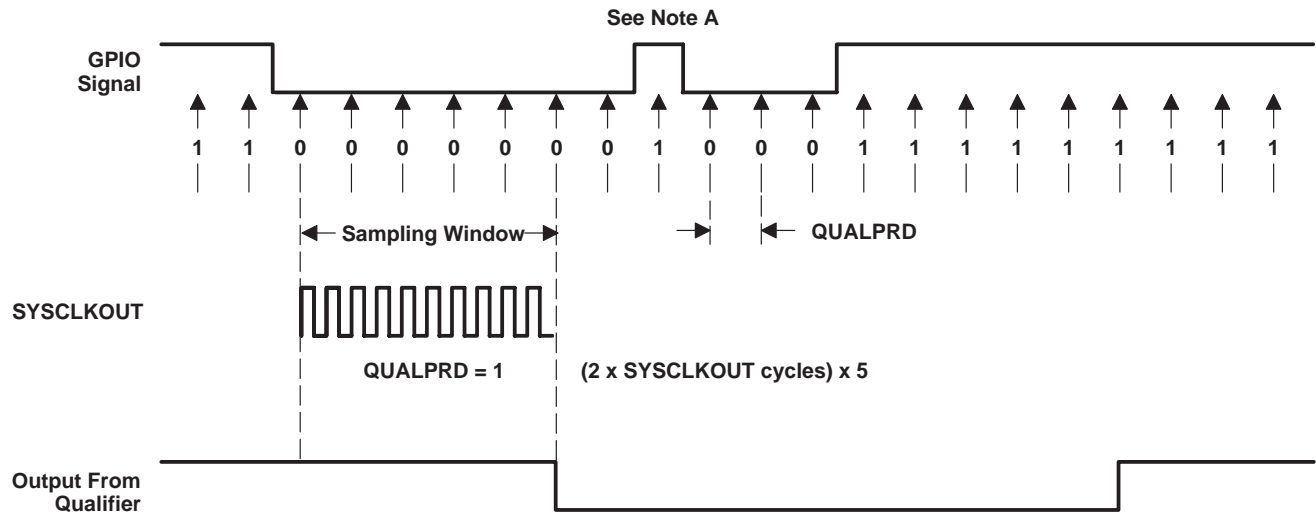 See Note A
GPIO
Signal
1 1 0 0 0 0 0 0 0 1 0 0 0 1 1 1 1 1 1 1 1 1
Sampling Window
QUALPRD
SYSCLKOUT
QUALPRD = 1
(2 x SYSCLKOUT cycles) x 5
Output From
Qualifier